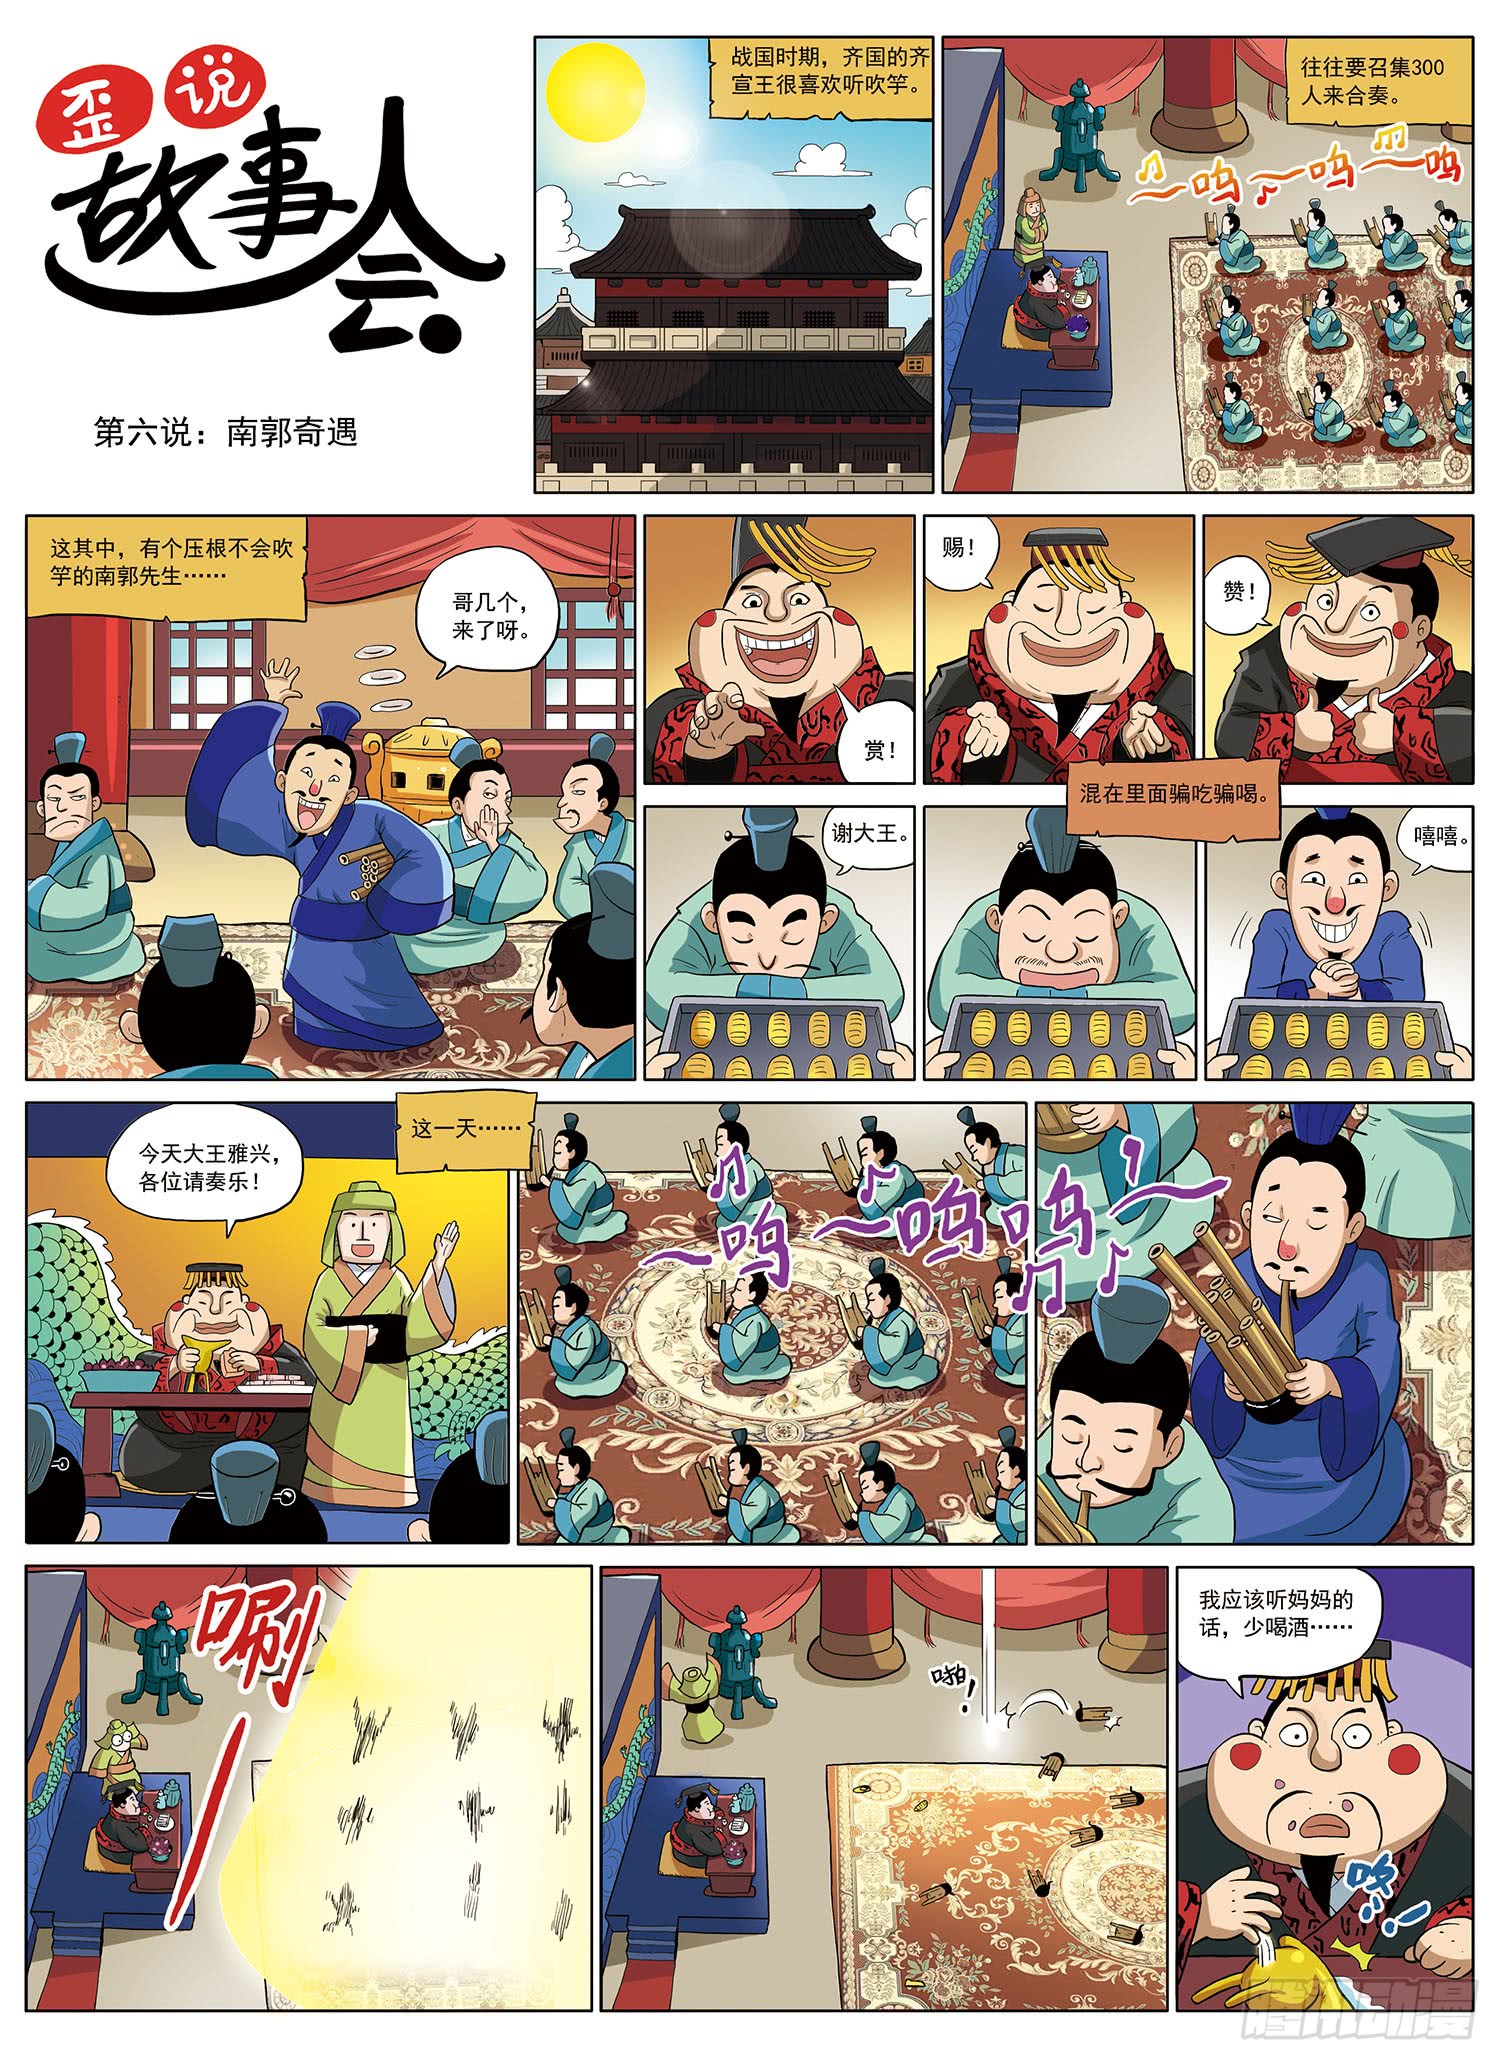 歪说
故事会
第六说：南郭奇遇
战国时期，齐国的齐
宣王很喜欢听吹竽。
往往要召集300
人来合奏。
～呜～呜～呜
这其中，有个压根不会吹
竽的南郭先生……
哥几个，
来了呀。
赏！
赐！
赞！
混在里面骗吃骗喝。
谢大王。
嘻嘻。
今天大王雅兴，
各位请奏乐！
这一天……
～呜～呜呜～
唰
啪！
我应该听妈妈的
话，少喝酒……
咚
腾讯动漫